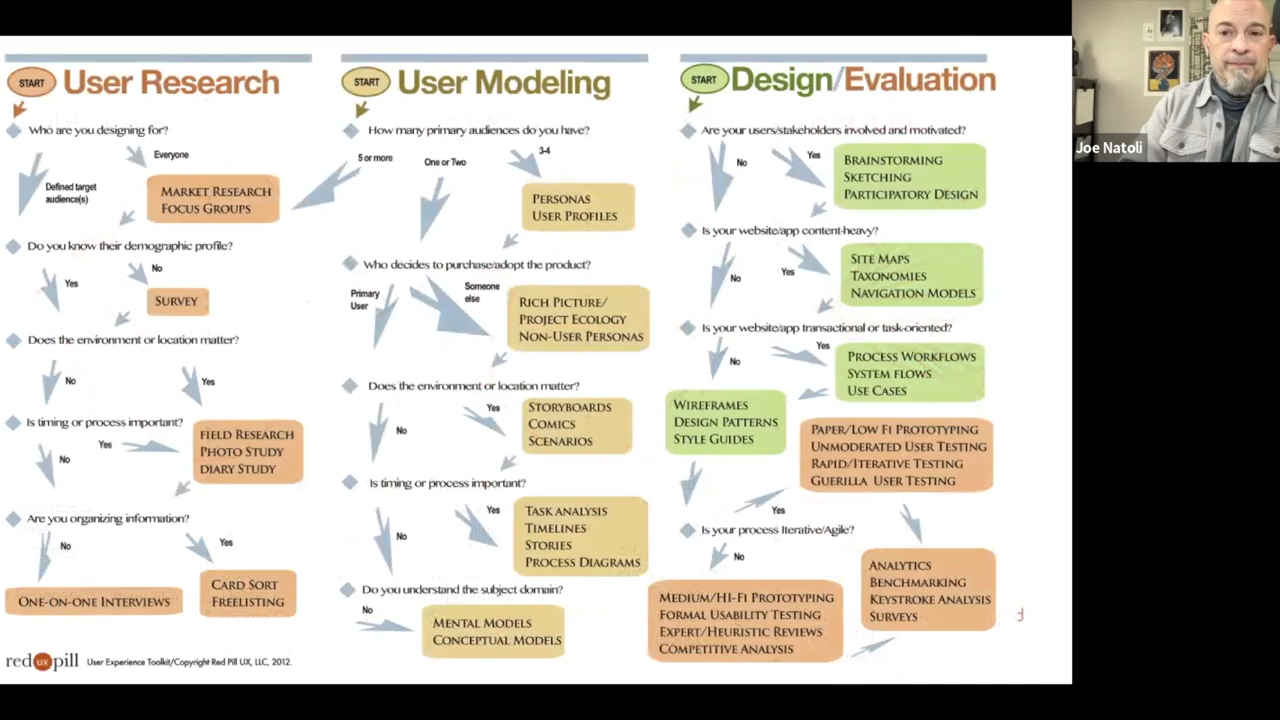 START User Research
Who are you designing for?
Everyone
Defined target
audience(s)
MARKET RESEARCH
FOCUS GROUPS
Do you know their demographic profile?
No
Yes
SURVEY
Does the environment or location matter?
No
Yes
Is timing or process important?
Yes
No
FIELD RESEARCH
PHOTO STUDY
DIARY STUDY
Are you organizing information?
No
Yes
ONE-ON-ONE INTERVIEWS
CARD SORT
FREELISTING
red ux pill User Experience Toolkit/Copyright Red Pill UX, LLC, 2012.
START User Modeling
How many primary audiences do you have?
5 or more
One or Two
3-4
PERSONAS
USER PROFILES
Who decides to purchase/adopt the product?
Primary
User
Someone
else
RICH PICTURE/
PROJECT ECOLOGY
NON-USER PERSONAS
Does the environment or location matter?
No
Yes
STORYBOARDS
COMICS
SCENARIOS
Is timing or process important?
No
Yes
TASK ANALYSIS
TIMELINES
STORIES
PROCESS DIAGRAMS
Do you understand the subject domain?
No
MENTAL MODELS
CONCEPTUAL MODELS
START Design/Evaluation
Are your users/stakeholders involved and motivated?
No
Yes
BRAINSTORMING
SKETCHING
PARTICIPATORY DESIGN
Is your website/app content-heavy?
No
Yes
SITE MAPS
TAXONOMIES
NAVIGATION MODELS
Is your website/app transactional or task-oriented?
No
Yes
PROCESS WORKFLOWS
SYSTEM FLOWS
USE CASES
WIREFRAMES
DESIGN PATTERNS
STYLE GUIDES
PAPER/LOW FI PROTOTYPING
UNMODERATED USER TESTING
RAPID/ITERATIVE TESTING
GUERILLA USER TESTING
Yes
Is your process Iterative/Agile?
No
MEDIUM/HI-FI PROTOTYPING
FORMAL USABILITY TESTING
EXPERT/HEURISTIC REVIEWS
COMPETITIVE ANALYSIS
ANALYTICS
BENCHMARKING
KEYSTROKE ANALYSIS
SURVEYS
Joe Natoli